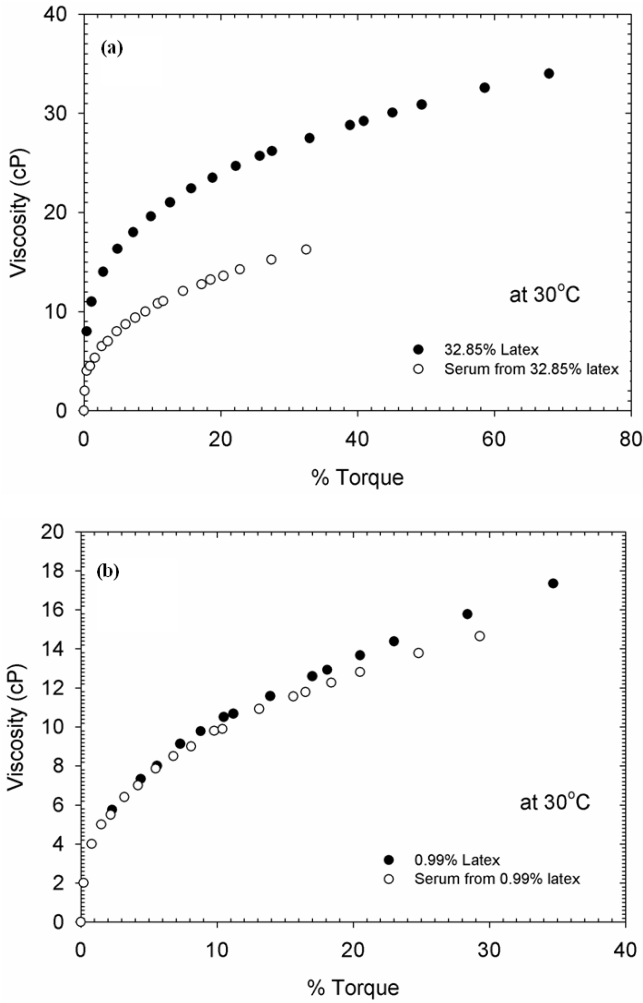 (a)
40
30
20
10
0
Viscosity (cP)
at 30°C
32.85% Latex
Serum from 32.85% latex
0 20 40 60 80
% Torque
(b)
20
18
16
14
12
10
8
6
4
2
0
Viscosity (cP)
at 30°C
0.99% Latex
Serum from 0.99% latex
0 10 20 30 40
% Torque